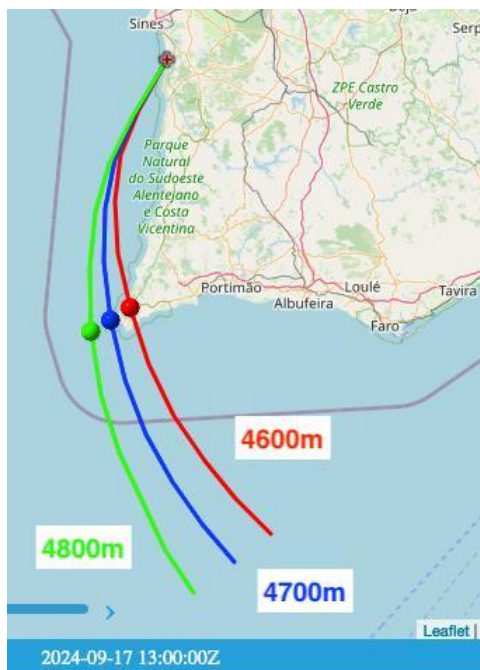 Sines
Serp
ZPE Castro
Verde
Parque
Natural
do Sudoeste
Alentejano
e Costa
Vicentina
Portimão
Loulé
Albufeira
Tavira
Faro
4600m
4800m
4700m
Leaflet |
2024-09-17 13:00:00Z